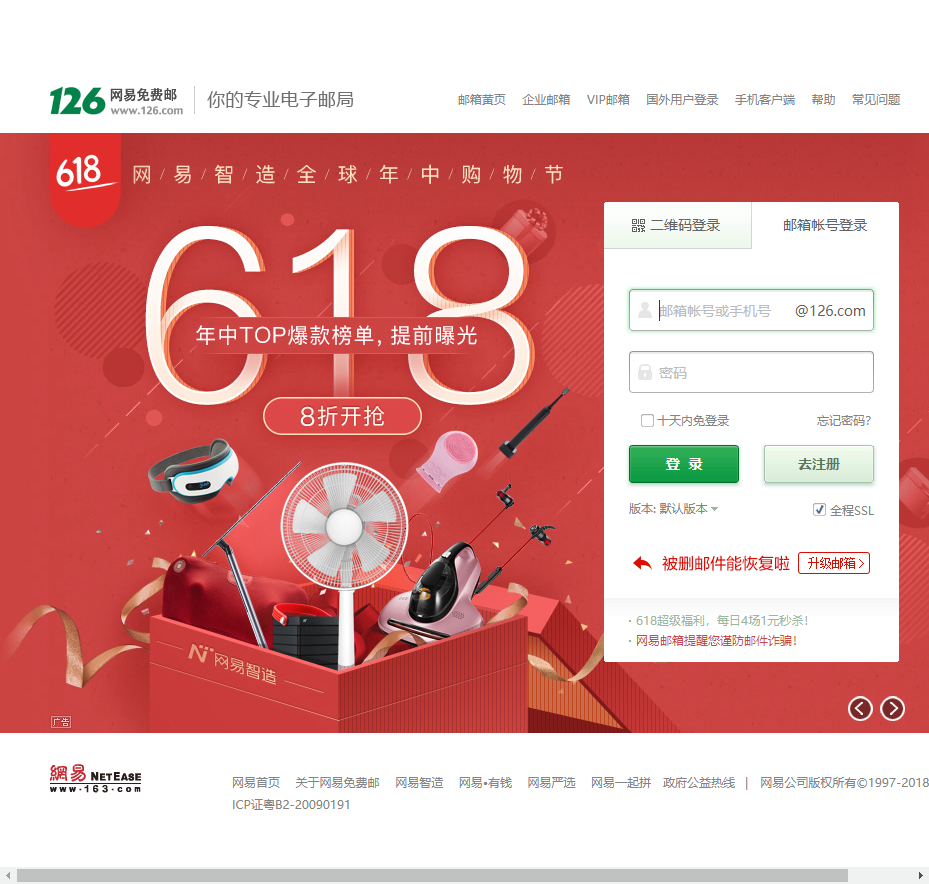 126 网易免费邮
www.126.com
你的专业电子邮局
邮箱黄页 企业邮箱 VIP邮箱 国外用户登录 手机客户端 帮助 常见问题
618 网/易/智/造/全/球/年/中/购/物/节
618
年中TOP爆款榜单, 提前曝光
8折开抢
网易智造
广告
二维码登录 邮箱帐号登录
邮箱帐号或手机号 @126.com
密码
十天内免登录 忘记密码?
登 录 去注册
版本: 默认版本 全程SSL
被删邮件能恢复啦 升级邮箱>
· 618超级福利，每日4场1元秒杀！
· 网易邮箱提醒您谨防邮件诈骗！
網易 NETEASE
www.163.com
网易首页 关于网易免费邮 网易智造 网易•有钱 网易严选 网易一起拼 政府公益热线 | 网易公司版权所有©1997-2018
ICP证粤B2-20090191